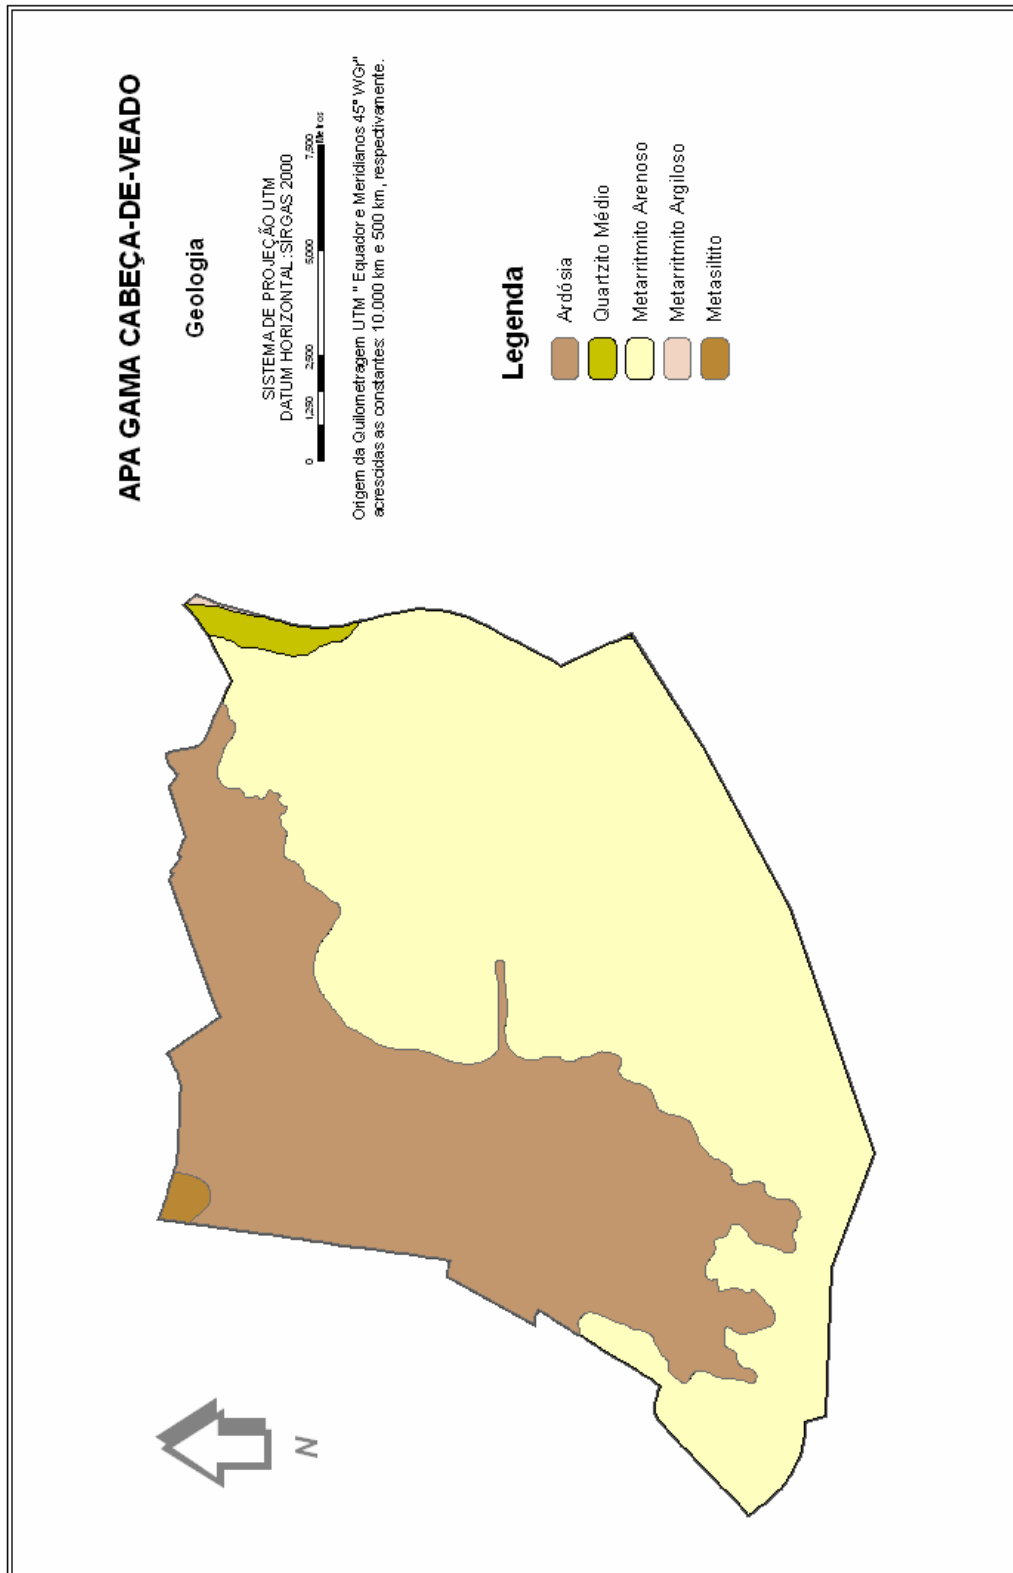 APA GAMA CABEÇA-DE-VEADO
Geologia
SISTEMA DE PROJEÇÃO UTM
DATUM HORIZONTAL :SIRGAS 2000
0 1,250 2,500 5,000 7,500
Metros
Origem da Quilometragem UTM " Equador e Meridianos 45° WGr"
acrescidas as constantes: 10.000 km e 500 km, respectivamente.
Legenda
Ardósia
Quartzito Médio
Metarritmito Arenoso
Metarritmito Argiloso
Metasiltito
N